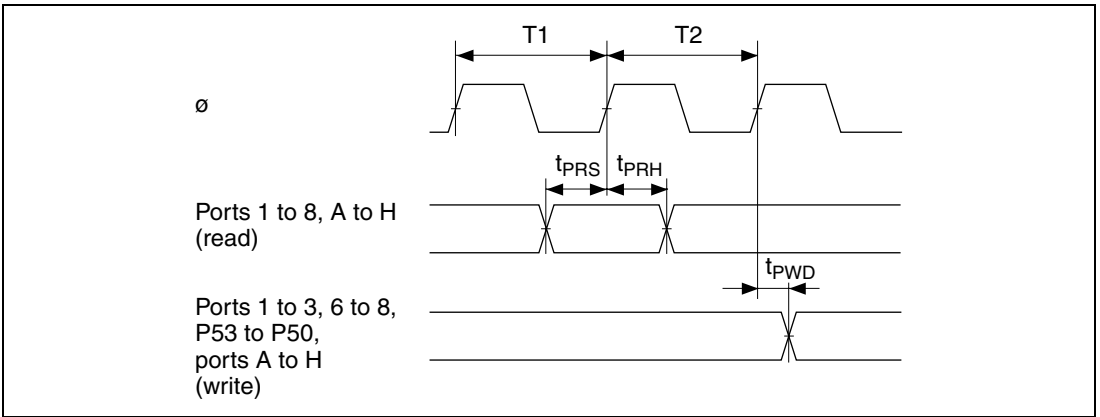 T1 T2
ø
tPRS tPRH
Ports 1 to 8, A to H
(read)
tPWD
Ports 1 to 3, 6 to 8,
P53 to P50,
ports A to H
(write)